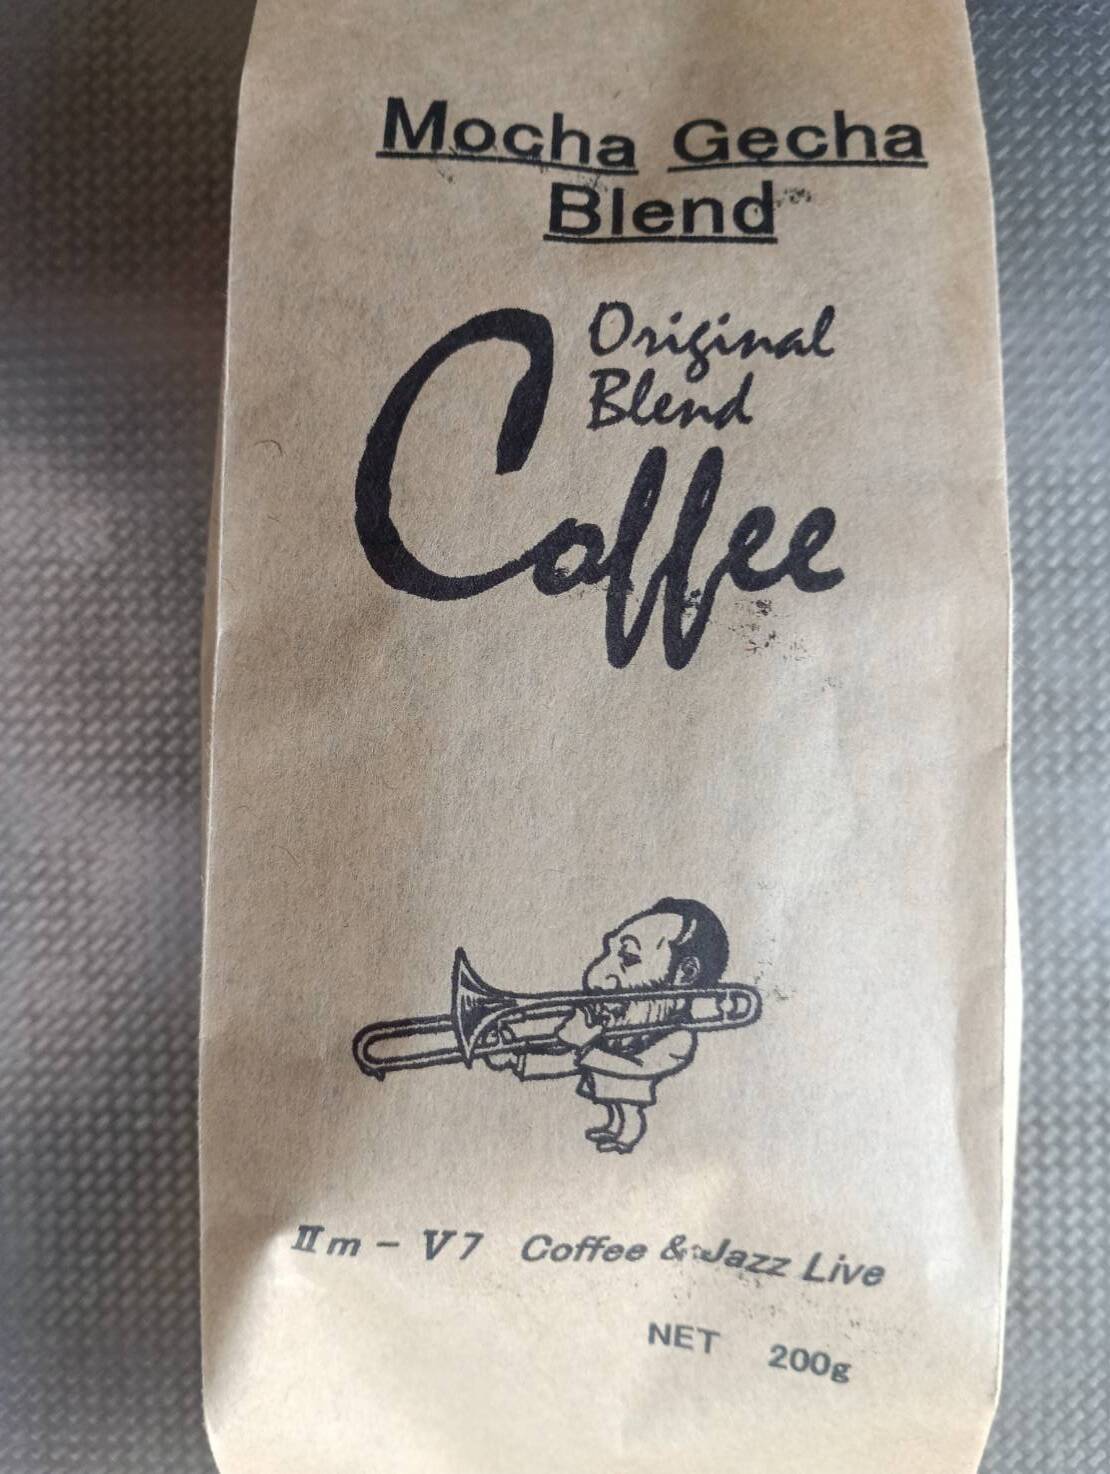 Mocha Gecha
Blend
Original
Blend
Coffee
Ⅱm - V7 Coffee & Jazz Live
NET 200g